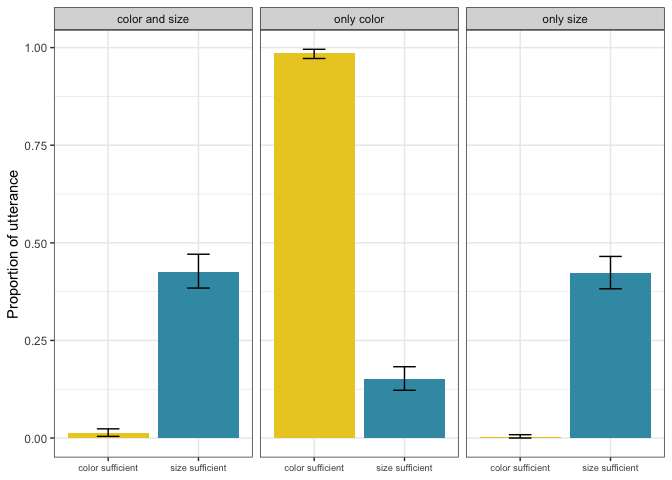 color and size
only color
only size
Proportion of utterance
1.00
0.75
0.50
0.25
0.00
color sufficient
size sufficient
color sufficient
size sufficient
color sufficient
size sufficient